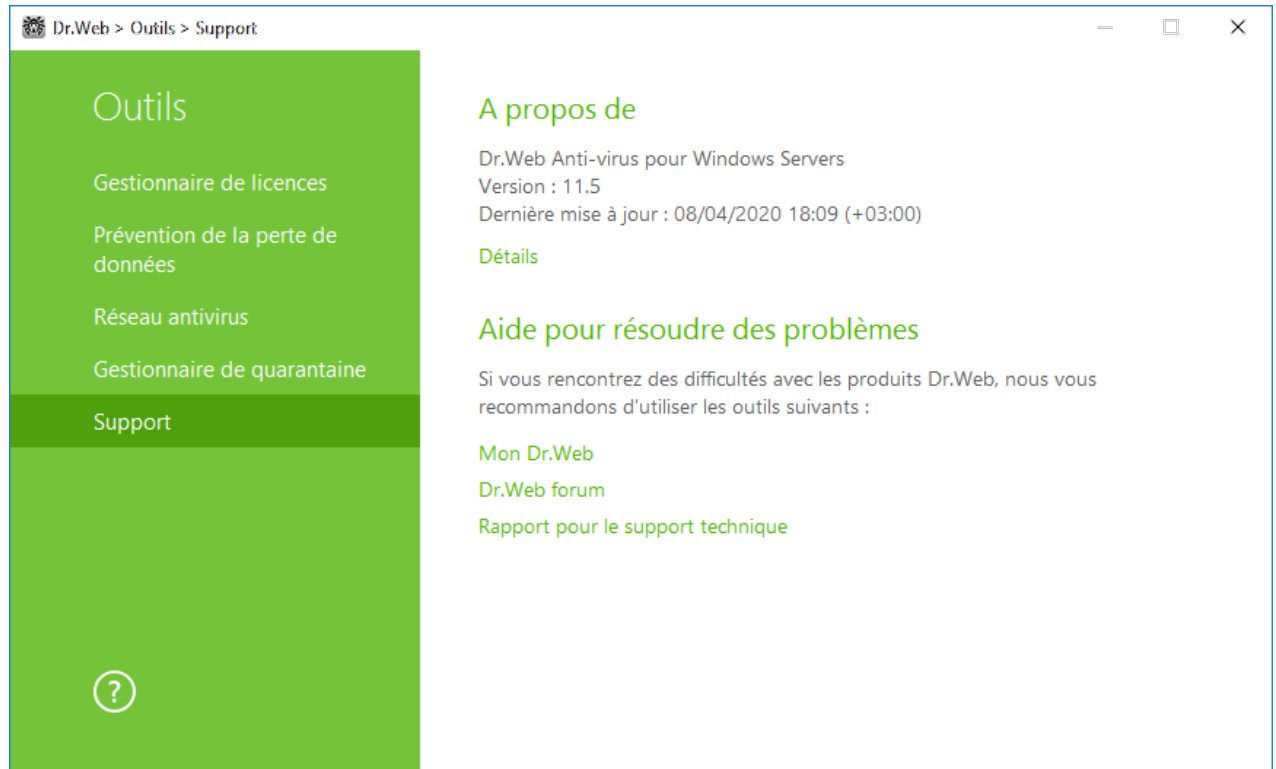 Dr.Web > Outils > Support
Outils
Gestionnaire de licences
Prévention de la perte de
données
Réseau antivirus
Gestionnaire de quarantaine
Support
?
A propos de
Dr.Web Anti-virus pour Windows Servers
Version : 11.5
Dernière mise à jour : 08/04/2020 18:09 (+03:00)
Détails
Aide pour résoudre des problèmes
Si vous rencontrez des difficultés avec les produits Dr.Web, nous vous
recommandons d'utiliser les outils suivants :
Mon Dr.Web
Dr.Web forum
Rapport pour le support technique